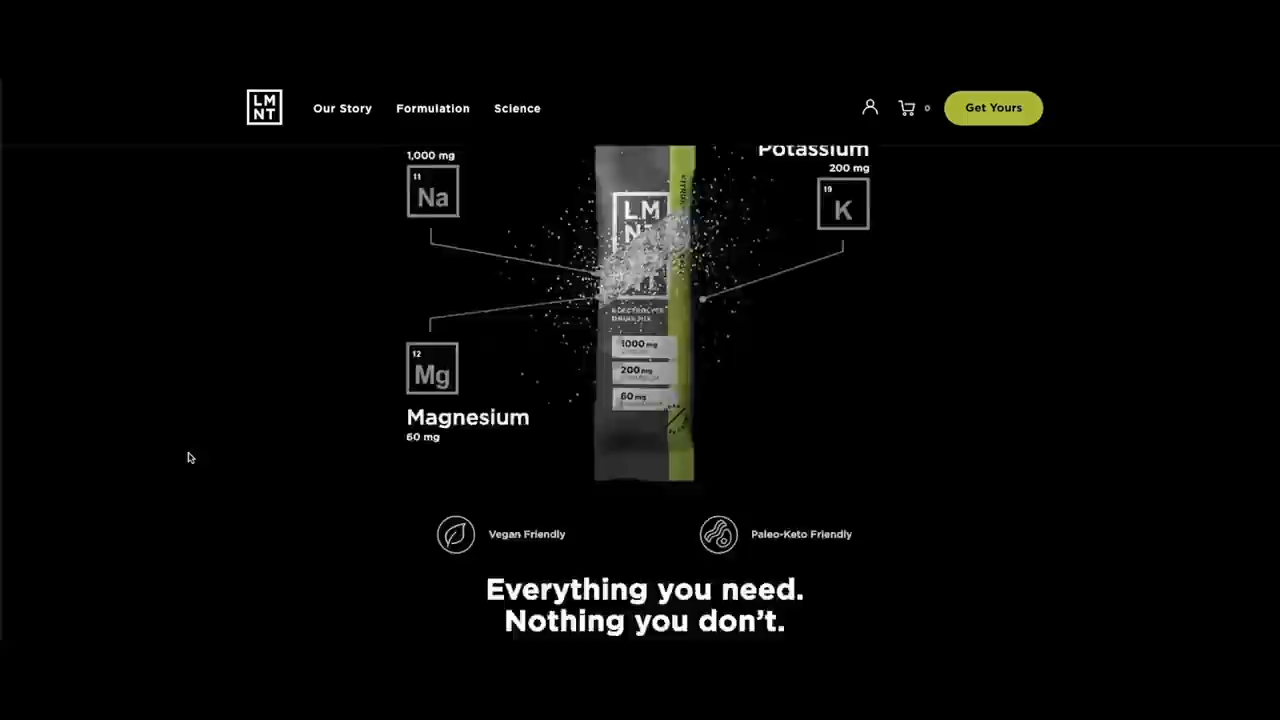 LM
NT
Our Story
Formulation
Science
0
Get Yours
1,000 mg
11
Na
Potassium
200 mg
19
K
LM
NT
1000 mg
200 mg
60 mg
12
Mg
Magnesium
60 mg
Vegan Friendly
Paleo-Keto Friendly
Everything you need.
Nothing you don't.